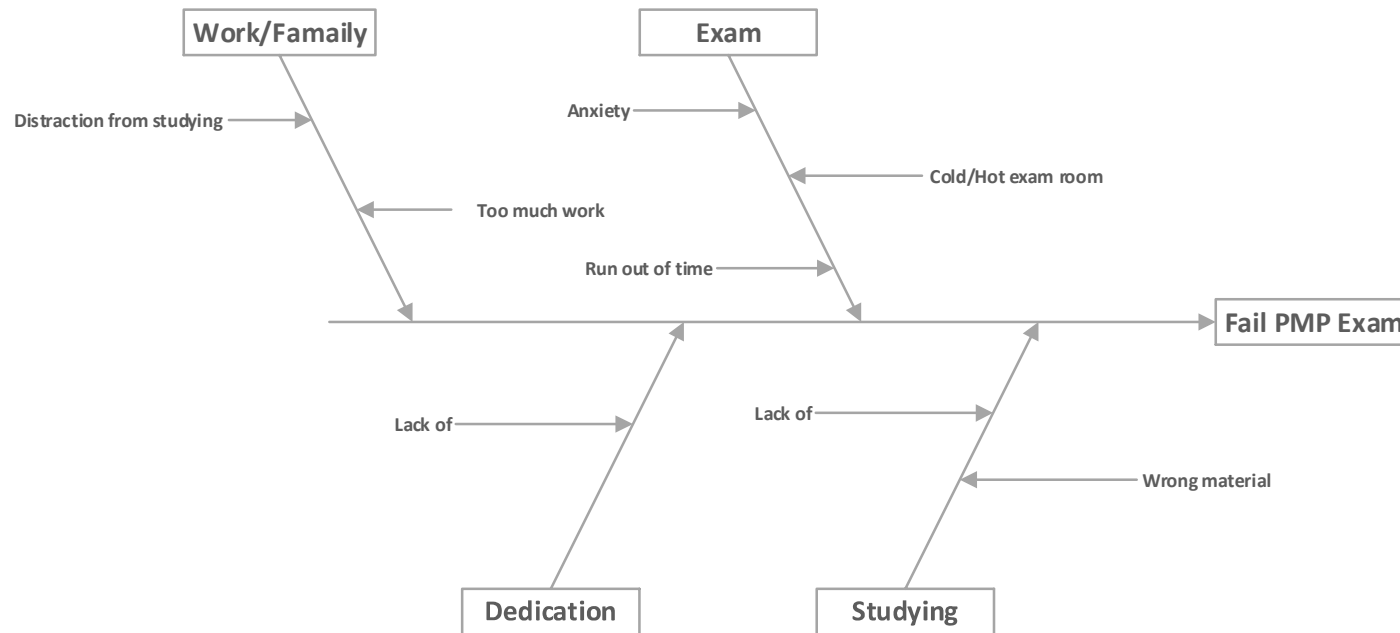 Work/Famaily
Exam
Anxiety
Distraction from studying
Cold/Hot exam room
Too much work
Run out of time
Fail PMP Exam
Lack of
Lack of
Wrong material
Dedication
Studying